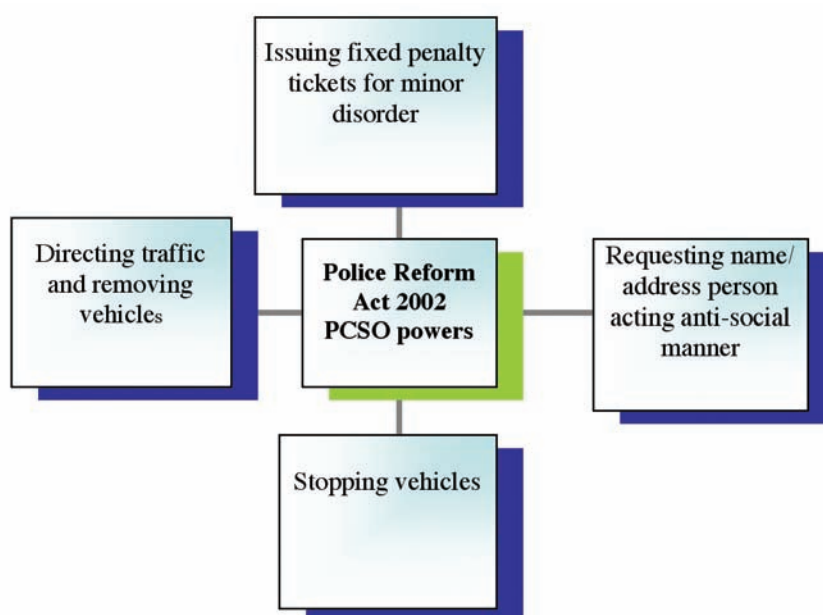 Issuing fixed penalty
tickets for minor
disorder
Directing traffic
and removing
vehicles
Police Reform
Act 2002
PCSO powers
Requesting name/
address person
acting anti-social
manner
Stopping vehicles